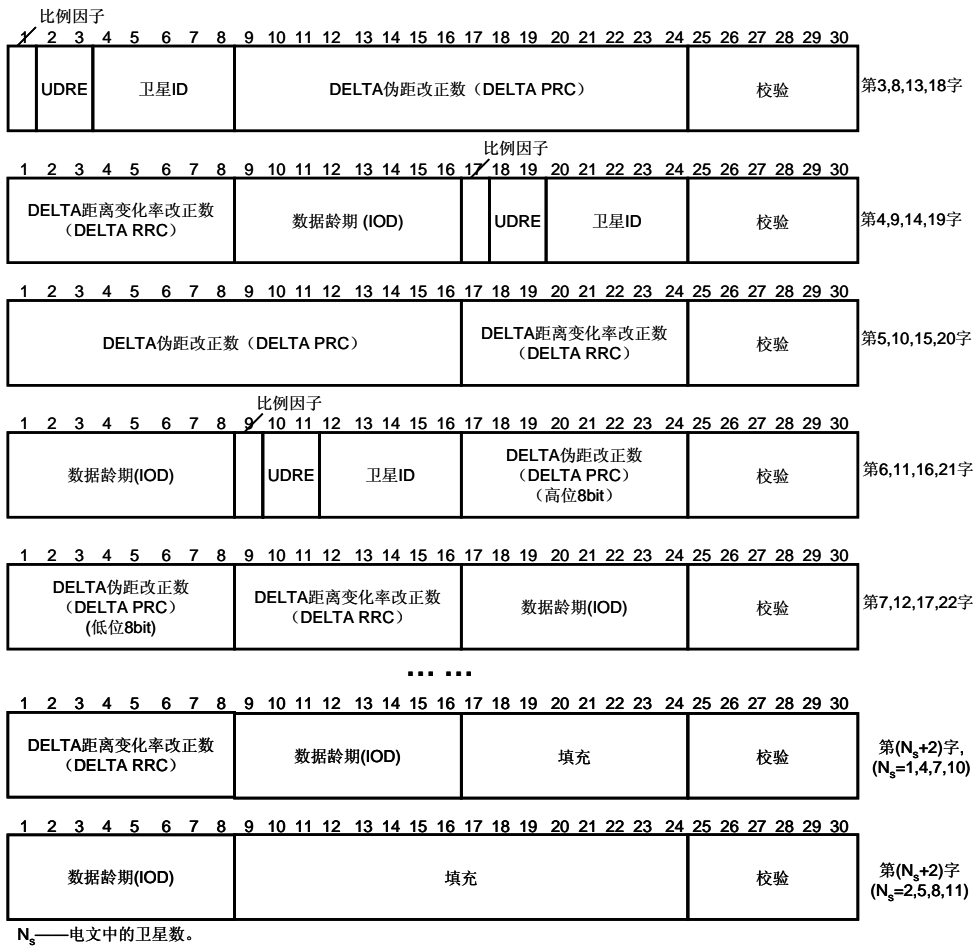 比例因子
1 2 3 4 5 6 7 8 9 10 11 12 13 14 15 16 17 18 19 20 21 22 23 24 25 26 27 28 29 30
UDRE 卫星ID DELTA伪距改正数（DELTA PRC） 校验 第3,8,13,18字
比例因子
1 2 3 4 5 6 7 8 9 10 11 12 13 14 15 16 17 18 19 20 21 22 23 24 25 26 27 28 29 30
DELTA距离变化率改正数
（DELTA RRC） 数据龄期 (IOD) UDRE 卫星ID 校验 第4,9,14,19字
1 2 3 4 5 6 7 8 9 10 11 12 13 14 15 16 17 18 19 20 21 22 23 24 25 26 27 28 29 30
DELTA伪距改正数（DELTA PRC） DELTA距离变化率改正数
（DELTA RRC） 校验 第5,10,15,20字
比例因子
1 2 3 4 5 6 7 8 9 10 11 12 13 14 15 16 17 18 19 20 21 22 23 24 25 26 27 28 29 30
数据龄期(IOD) UDRE 卫星ID DELTA伪距改正数
（DELTA PRC）
（高位8bit） 校验 第6,11,16,21字
1 2 3 4 5 6 7 8 9 10 11 12 13 14 15 16 17 18 19 20 21 22 23 24 25 26 27 28 29 30
DELTA伪距改正数
（DELTA PRC）
(低位8bit) DELTA距离变化率改正数
（DELTA RRC） 数据龄期(IOD) 校验 第7,12,17,22字
… …
1 2 3 4 5 6 7 8 9 10 11 12 13 14 15 16 17 18 19 20 21 22 23 24 25 26 27 28 29 30
DELTA距离变化率改正数
（DELTA RRC） 数据龄期(IOD) 填充 校验 第(Ns+2)字,
(Ns=1,4,7,10)
1 2 3 4 5 6 7 8 9 10 11 12 13 14 15 16 17 18 19 20 21 22 23 24 25 26 27 28 29 30
数据龄期(IOD) 填充 校验 第(Ns+2)字
(Ns=2,5,8,11)
Ns——电文中的卫星数。